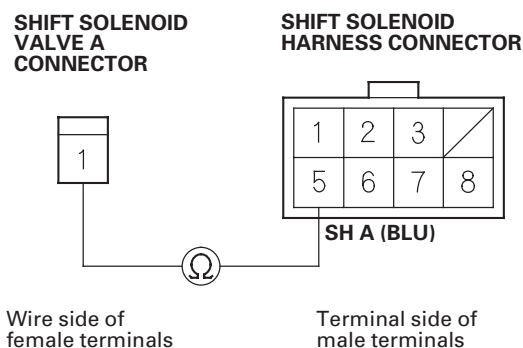 SHIFT SOLENOID
VALVE A
CONNECTOR
SHIFT SOLENOID
HARNESS CONNECTOR
1
1 2 3
5 6 7 8
SH A (BLU)
Ω
Wire side of
female terminals
Terminal side of
male terminals